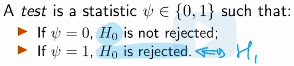 A test is a statistic ψ ∈ {0, 1} such that:
▶ If ψ = 0, H₀ is not rejected;
▶ If ψ = 1, H₀ is rejected. ⇔ H₁